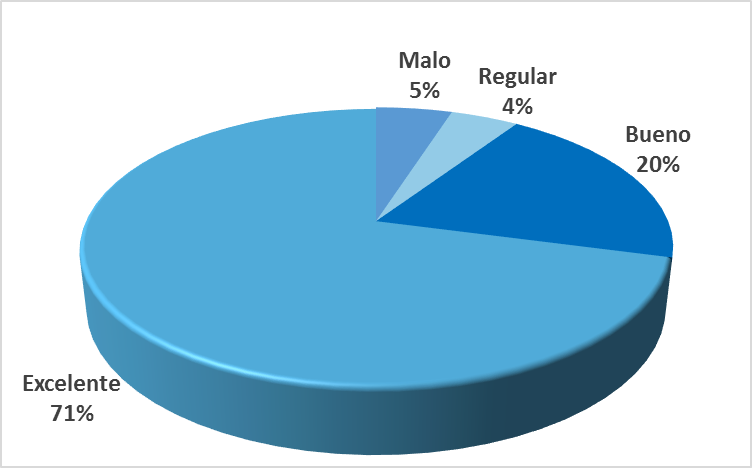 Malo
5%
Regular
4%
Bueno
20%
Excelente
71%